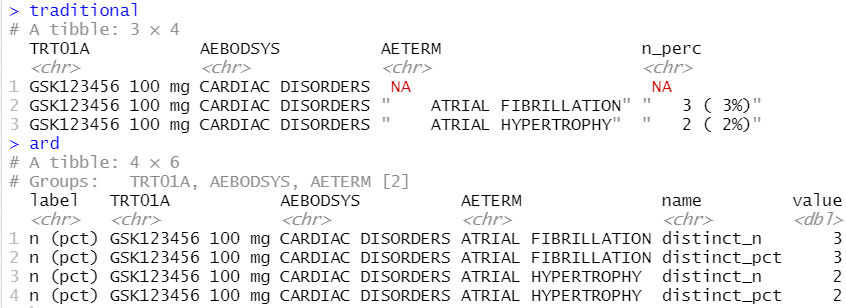 > traditional
# A tibble: 3 × 4
TRT01A AEBODSYS AETERM n_perc
<chr> <chr> <chr> <chr>
1 GSK123456 100 mg CARDIAC DISORDERS NA NA
2 GSK123456 100 mg CARDIAC DISORDERS "    ATRIAL FIBRILLATION" "   3 ( 3%)"
3 GSK123456 100 mg CARDIAC DISORDERS "    ATRIAL HYPERTROPHY" "   2 ( 2%)"
> ard
# A tibble: 4 × 6
# Groups:   TRT01A, AEBODSYS, AETERM [2]
label TRT01A AEBODSYS AETERM name value
<chr> <chr> <chr> <chr> <chr> <dbl>
1 n (pct) GSK123456 100 mg CARDIAC DISORDERS ATRIAL FIBRILLATION distinct_n 3
2 n (pct) GSK123456 100 mg CARDIAC DISORDERS ATRIAL FIBRILLATION distinct_pct 3
3 n (pct) GSK123456 100 mg CARDIAC DISORDERS ATRIAL HYPERTROPHY distinct_n 2
4 n (pct) GSK123456 100 mg CARDIAC DISORDERS ATRIAL HYPERTROPHY distinct_pct 2